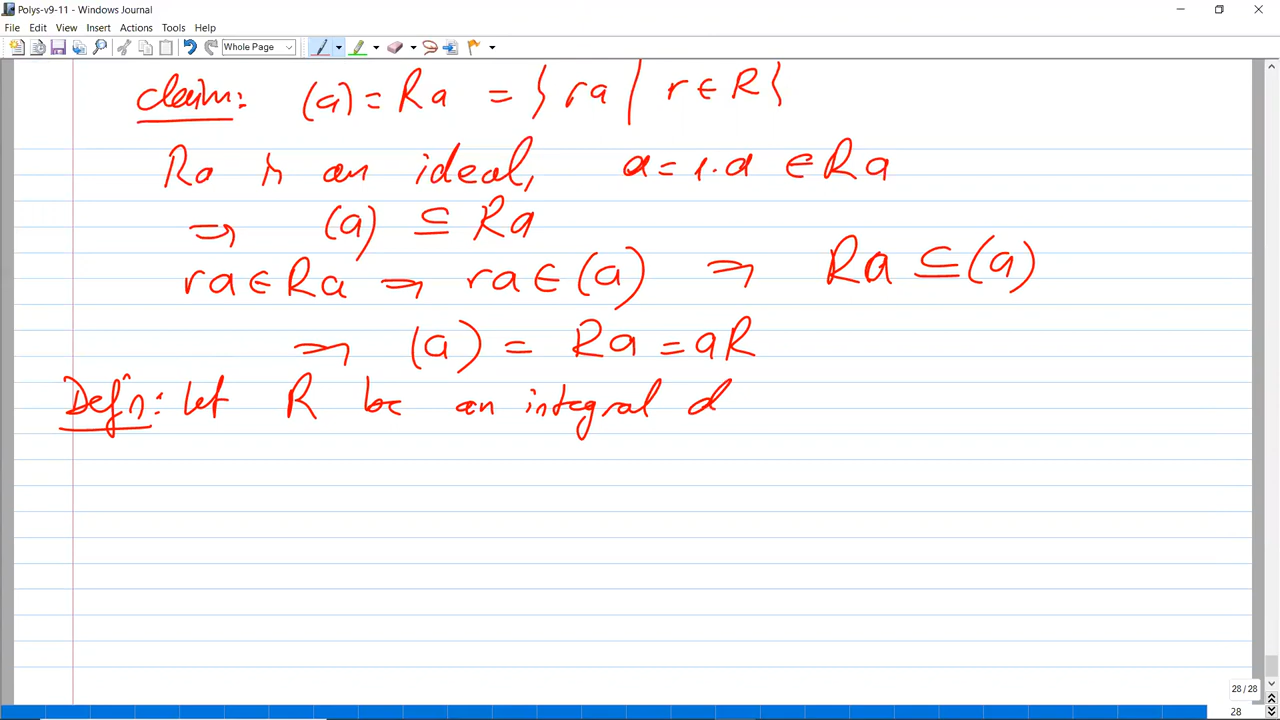 Polys-v9-11 - Windows Journal
File Edit View Insert Actions Tools Help
Whole Page
claim: (a) = Ra = { ra | r ∈ R }
Ra is an ideal, a = 1·a ∈ Ra
⇒ (a) ⊆ Ra
ra ∈ Ra ⇒ ra ∈ (a) ⇒ Ra ⊆ (a)
⇒ (a) = Ra = aR
Def'n: Let R be an integral d
28 / 28
28